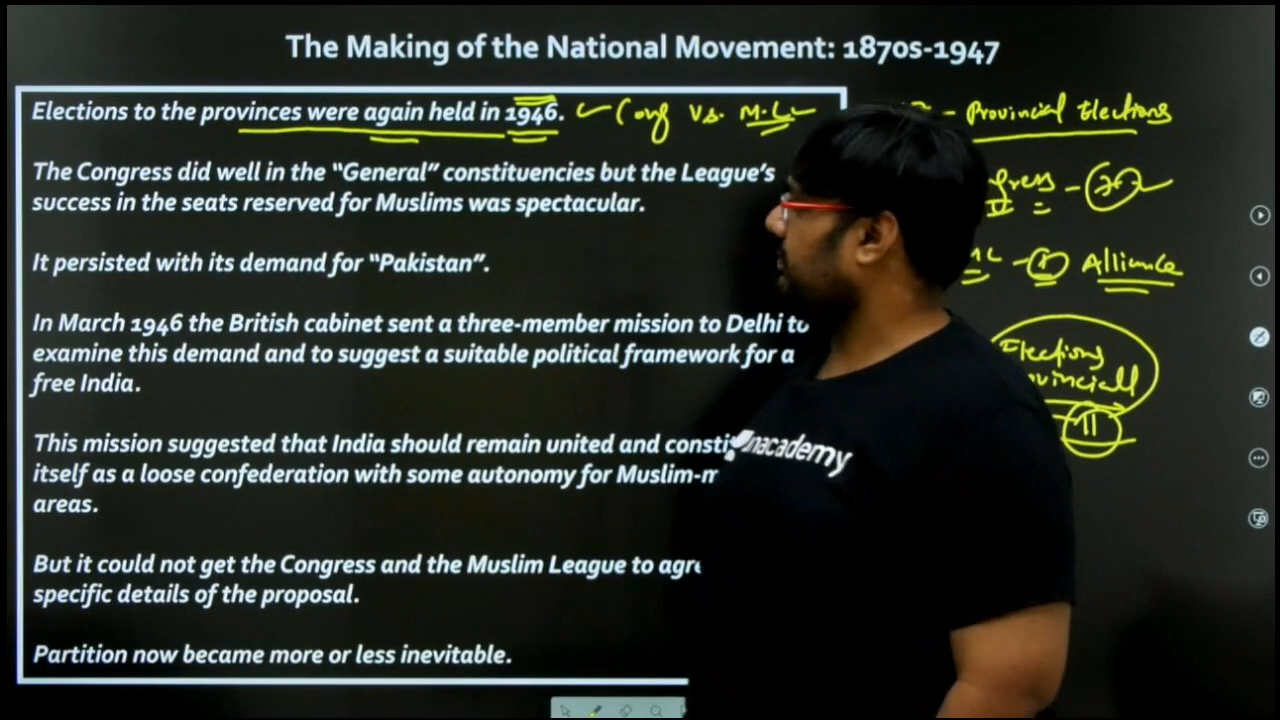 The Making of the National Movement: 1870s-1947
Elections to the provinces were again held in 1946. Cong Vs. M.L
Provincial Elections
The Congress did well in the "General" constituencies but the League's
success in the seats reserved for Muslims was spectacular.
It persisted with its demand for "Pakistan".
Alliance
In March 1946 the British cabinet sent a three-member mission to Delhi to
examine this demand and to suggest a suitable political framework for a
free India.
Elections
This mission suggested that India should remain united and
itself as a loose confederation with some autonomy for
areas.
unacademy
But it could not get the Congress and the Muslim League to
specific details of the proposal.
Partition now became more or less inevitable.